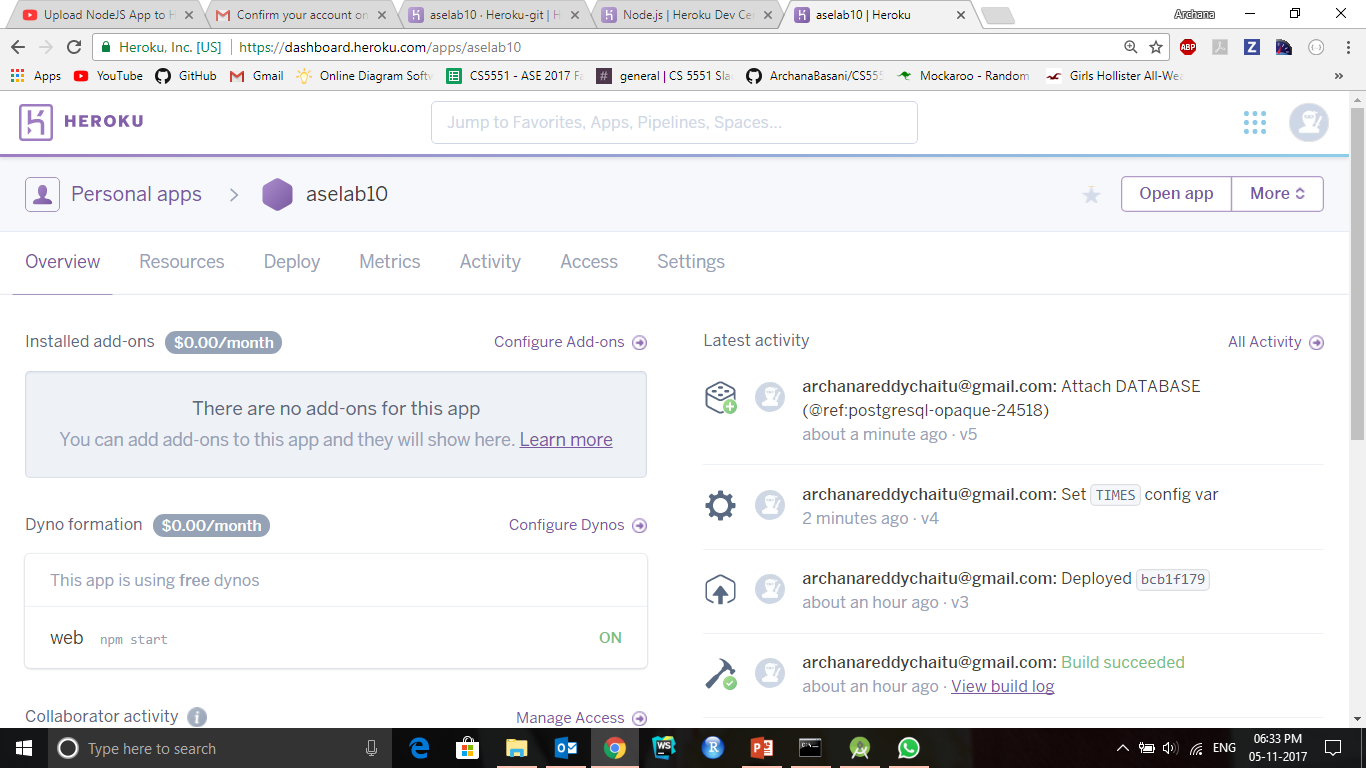 Upload NodeJS App to H
Confirm your account on
aselab10 · Heroku-git | H
Node.js | Heroku Dev Cen
aselab10 | Heroku
Archana
Heroku, Inc. [US]
https://dashboard.heroku.com/apps/aselab10
ABP
Z
Apps
YouTube
GitHub
Gmail
Online Diagram Softw
CS5551 - ASE 2017 Fa
general | CS 5551 Slac
ArchanaBasani/CS555
Mockaroo - Random
Girls Hollister All-Wea
»
HEROKU
Jump to Favorites, Apps, Pipelines, Spaces...
Personal apps
aselab10
Open app
More
Overview
Resources
Deploy
Metrics
Activity
Access
Settings
Installed add-ons $0.00/month
Configure Add-ons
There are no add-ons for this app
You can add add-ons to this app and they will show here. Learn more
Dyno formation $0.00/month
Configure Dynos
This app is using free dynos
web npm start
ON
Collaborator activity
Manage Access
Latest activity
All Activity
archanareddychaitu@gmail.com: Attach DATABASE
(@ref:postgresql-opaque-24518)
about a minute ago · v5
archanareddychaitu@gmail.com: Set TIMES config var
2 minutes ago · v4
archanareddychaitu@gmail.com: Deployed bcb1f179
about an hour ago · v3
archanareddychaitu@gmail.com: Build succeeded
about an hour ago · View build log
Type here to search
ENG
06:33 PM
05-11-2017